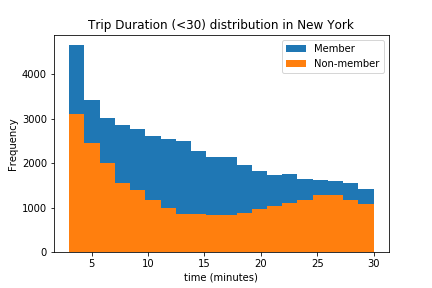 Trip Duration (<30) distribution in New York
Member
Non-member
Frequency
4000
3000
2000
1000
0
5
10
15
20
25
30
time (minutes)